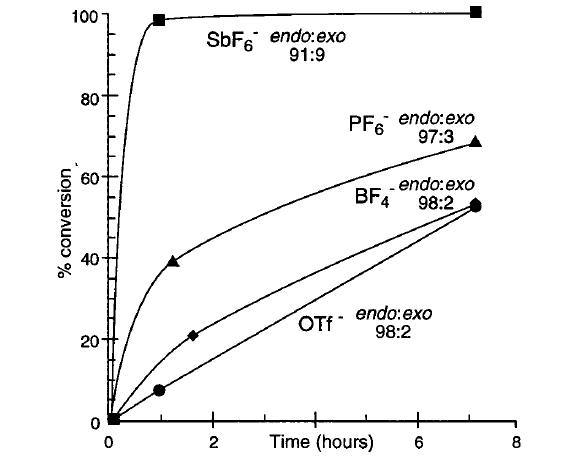 100
SbF₆⁻ endo:exo
91:9
80
PF₆⁻ endo:exo
97:3
60
BF₄⁻ endo:exo
98:2
% conversion
40
OTf⁻ endo:exo
98:2
20
0
0 2 4 6 8
Time (hours)